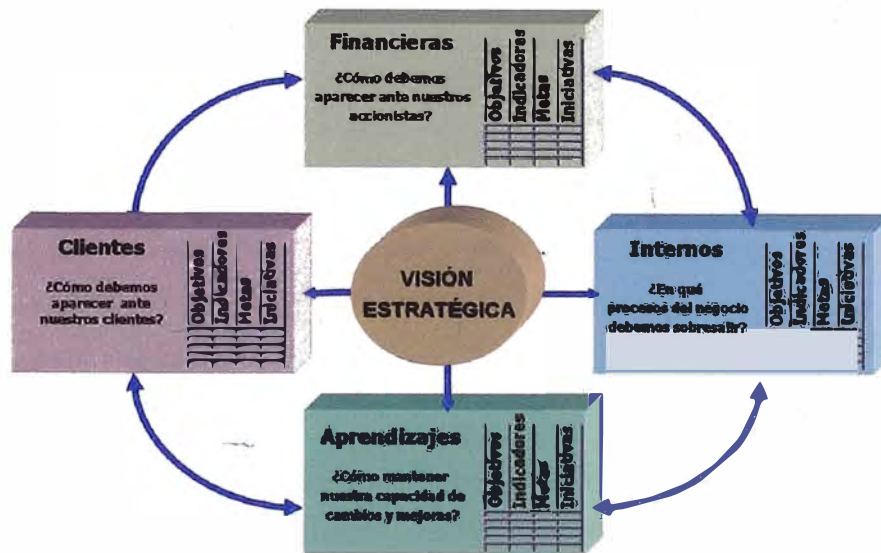 Financieras
¿Cómo debemos
aparecer ante nuestros
accionistas?
Objetivos
Indicadores
Metas
Iniciativas
Clientes
¿Cómo debemos
aparecer ante
nuestros clientes?
Objetivos
Indicadores
Metas
Iniciativas
VISIÓN
ESTRATÉGICA
Internos
¿En qué
procesos del negocio
debemos sobresalir?
Objetivos
Indicadores
Metas
Iniciativas
Aprendizajes
¿Cómo mantener
nuestra capacidad de
cambios y mejoras?
Objetivos
Indicadores
Metas
Iniciativas